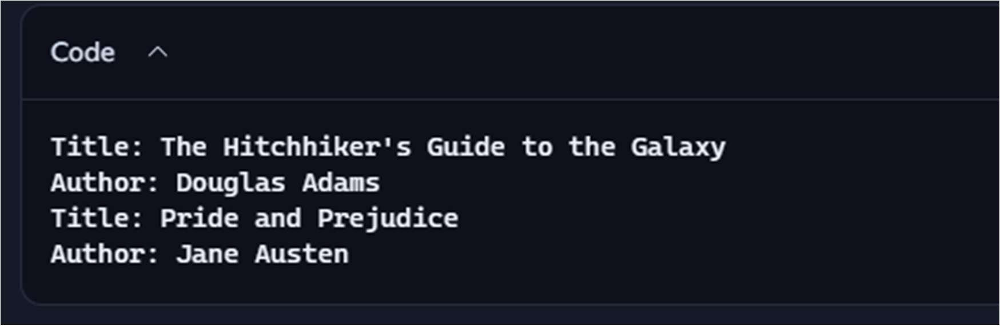 Code
Title: The Hitchhiker's Guide to the Galaxy
Author: Douglas Adams
Title: Pride and Prejudice
Author: Jane Austen